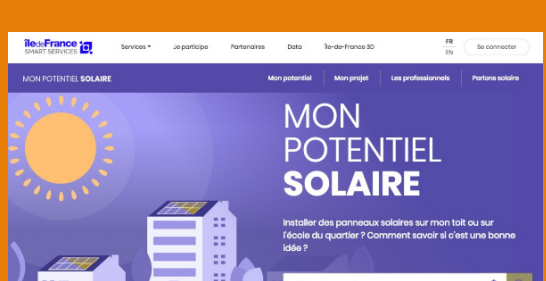 îledeFrance
SMART SERVICES
Services
Je participe
Partenaires
Data
Île-de-France 3D
FR
EN
Se connecter
MON POTENTIEL SOLAIRE
Mon potentiel
Mon projet
Les professionnels
Parlons solaire
MON
POTENTIEL
SOLAIRE
Installer des panneaux solaires sur mon toit ou sur
l'école du quartier ? Comment savoir si c'est une bonne
idée ?